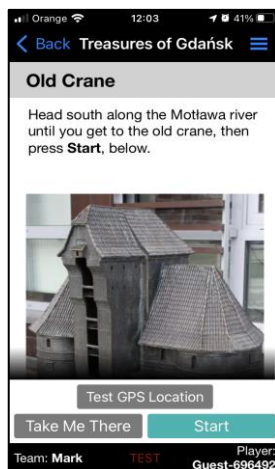 Orange 12:03 41%
Back Treasures of Gdańsk
Old Crane
Head south along the Motława river
until you get to the old crane, then
press Start, below.
Test GPS Location
Take Me There Start
Team: Mark TEST Player:
Guest-696492